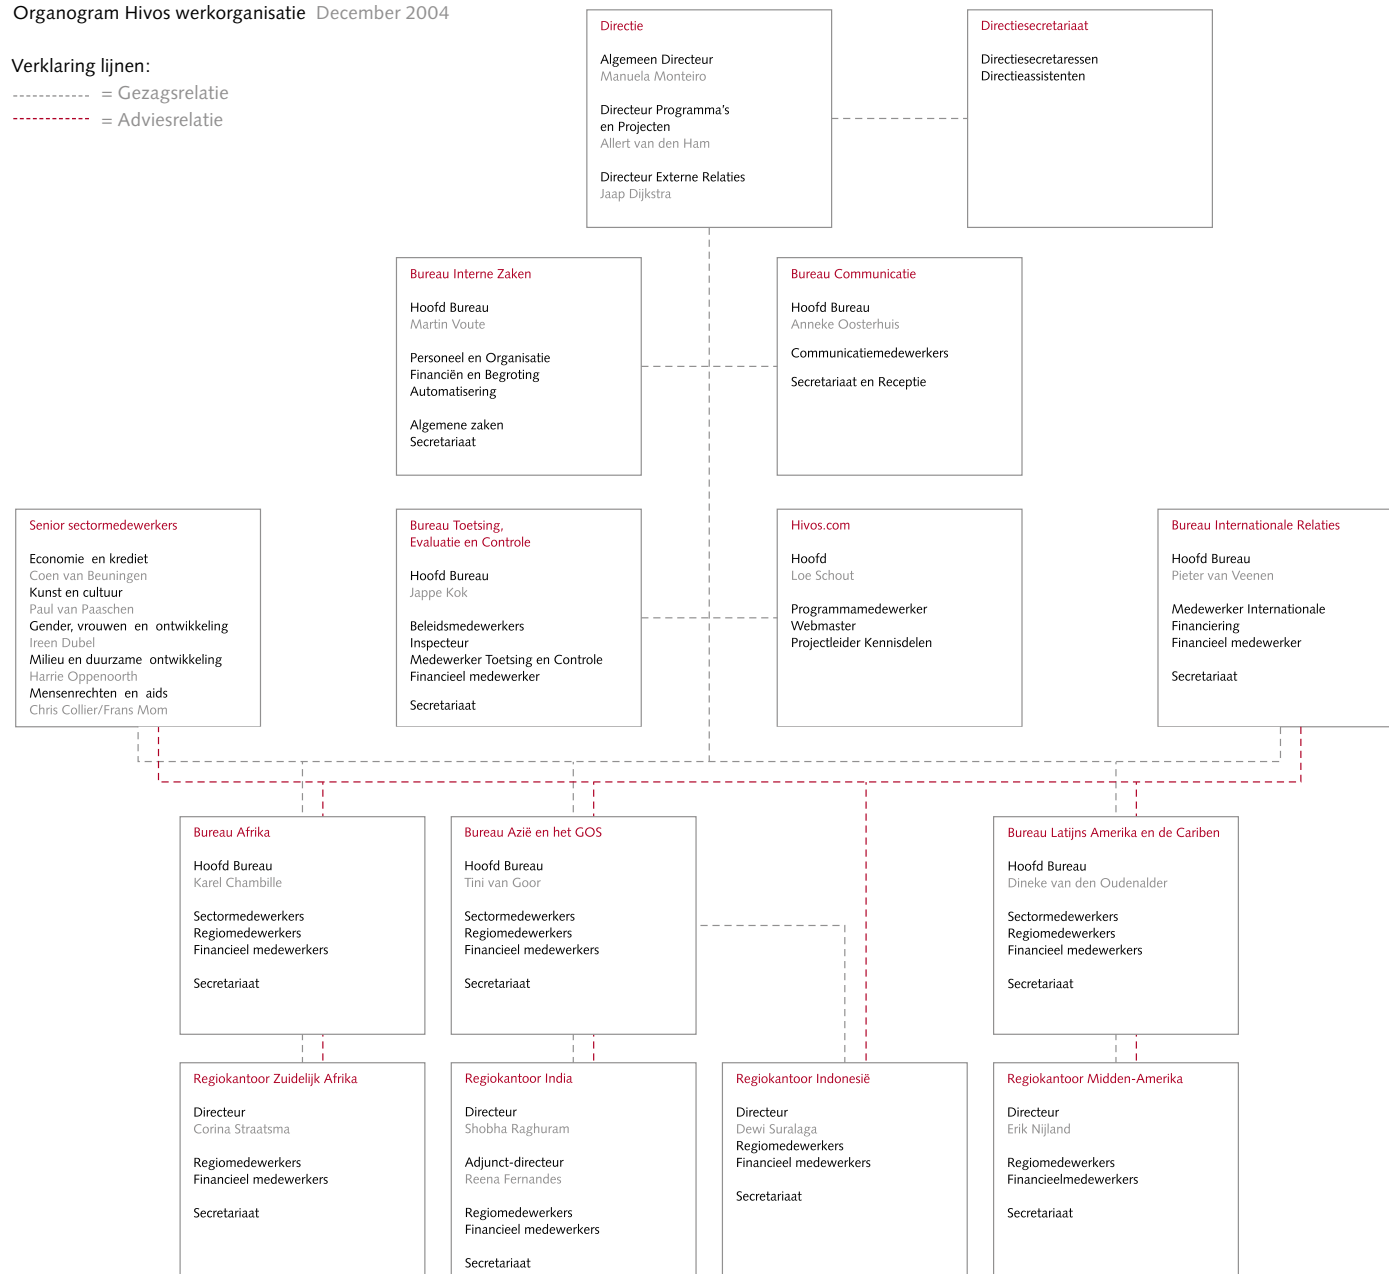 Organogram Hivos werkorganisatie December 2004
Verklaring lijnen:
= Gezagsrelatie
= Adviesrelatie
Directie
Algemeen Directeur
Manuela Monteiro
Directeur Programma's
en Projecten
Allert van den Ham
Directeur Externe Relaties
Jaap Dijkstra
Directiesecretariaat
Directiesecretaressen
Directieassistenten
Bureau Interne Zaken
Hoofd Bureau
Martin Voute
Personeel en Organisatie
Financiën en Begroting
Automatisering
Algemene zaken
Secretariaat
Bureau Communicatie
Hoofd Bureau
Anneke Oosterhuis
Communicatiemedewerkers
Secretariaat en Receptie
Senior sectormedewerkers
Economie en krediet
Coen van Beuningen
Kunst en cultuur
Paul van Paaschen
Gender, vrouwen en ontwikkeling
Ireen Dubel
Milieu en duurzame ontwikkeling
Harrie Oppenoorth
Mensenrechten en aids
Chris Collier/Frans Mom
Bureau Toetsing,
Evaluatie en Controle
Hoofd Bureau
Jappe Kok
Beleidsmedewerkers
Inspecteur
Medewerker Toetsing en Controle
Financieel medewerker
Secretariaat
Hivos.com
Hoofd
Loe Schout
Programmamedewerker
Webmaster
Projectleider Kennisdelen
Bureau Internationale Relaties
Hoofd Bureau
Pieter van Veenen
Medewerker Internationale
Financiering
Financieel medewerker
Secretariaat
Bureau Afrika
Hoofd Bureau
Karel Chambille
Sectormedewerkers
Regiomedewerkers
Financieel medewerkers
Secretariaat
Bureau Azië en het GOS
Hoofd Bureau
Tini van Goor
Sectormedewerkers
Regiomedewerkers
Financieel medewerkers
Secretariaat
Bureau Latijns Amerika en de Cariben
Hoofd Bureau
Dineke van den Oudenalder
Sectormedewerkers
Regiomedewerkers
Financieel medewerkers
Secretariaat
Regiokantoor Zuidelijk Afrika
Directeur
Corina Straatsma
Regiomedewerkers
Financieel medewerkers
Secretariaat
Regiokantoor India
Directeur
Shobha Raghuram
Adjunct-directeur
Reena Fernandes
Regiomedewerkers
Financieel medewerkers
Secretariaat
Regiokantoor Indonesië
Directeur
Dewi Suralaga
Regiomedewerkers
Financieel medewerkers
Secretariaat
Regiokantoor Midden-Amerika
Directeur
Erik Nijland
Regiomedewerkers
Financieelmedewerkers
Secretariaat